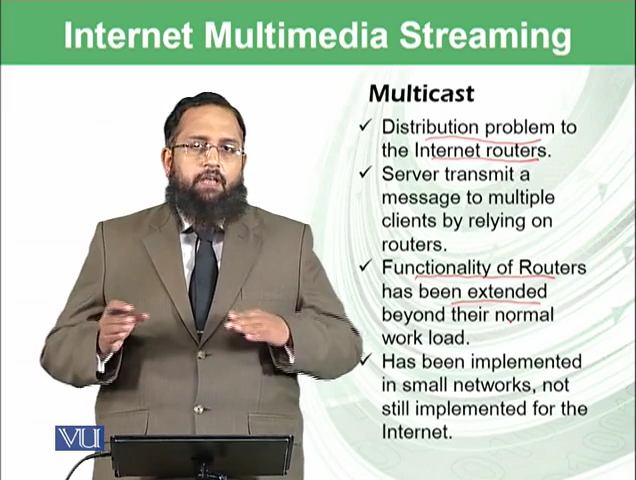 Internet Multimedia Streaming
Multicast
✓ Distribution problem to
the Internet routers.
✓ Server transmit a
message to multiple
clients by relying on
routers.
✓ Functionality of Routers
has been extended
beyond their normal
work load.
✓ Has been implemented
in small networks, not
still implemented for the
Internet.
VU